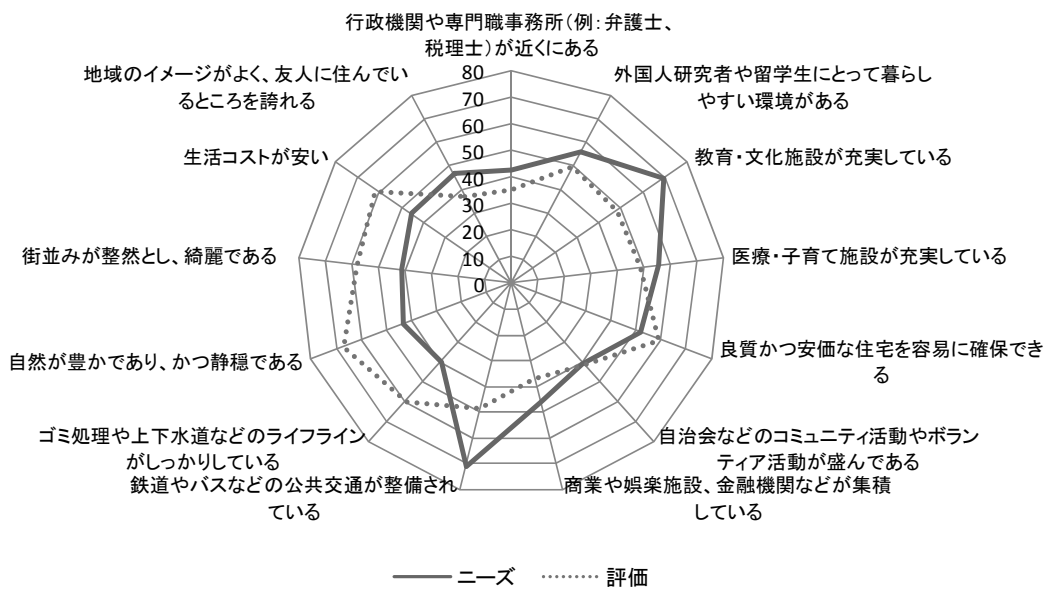 行政機関や専門職事務所(例:弁護士、
税理士)が近くにある
地域のイメージがよく、友人に住んでい
るところを誇れる
外国人研究者や留学生にとって暮らし
やすい環境がある
80
70
60
50
40
30
20
10
0
生活コストが安い
教育・文化施設が充実している
街並みが整然とし、綺麗である
医療・子育て施設が充実している
自然が豊かであり、かつ静穏である
良質かつ安価な住宅を容易に確保でき
る
ゴミ処理や上下水道などのライフライン
がしっかりしている
自治会などのコミュニティ活動やボラン
ティア活動が盛んである
鉄道やバスなどの公共交通が整備され
ている
商業や娯楽施設、金融機関などが集積
している
ニーズ
評価